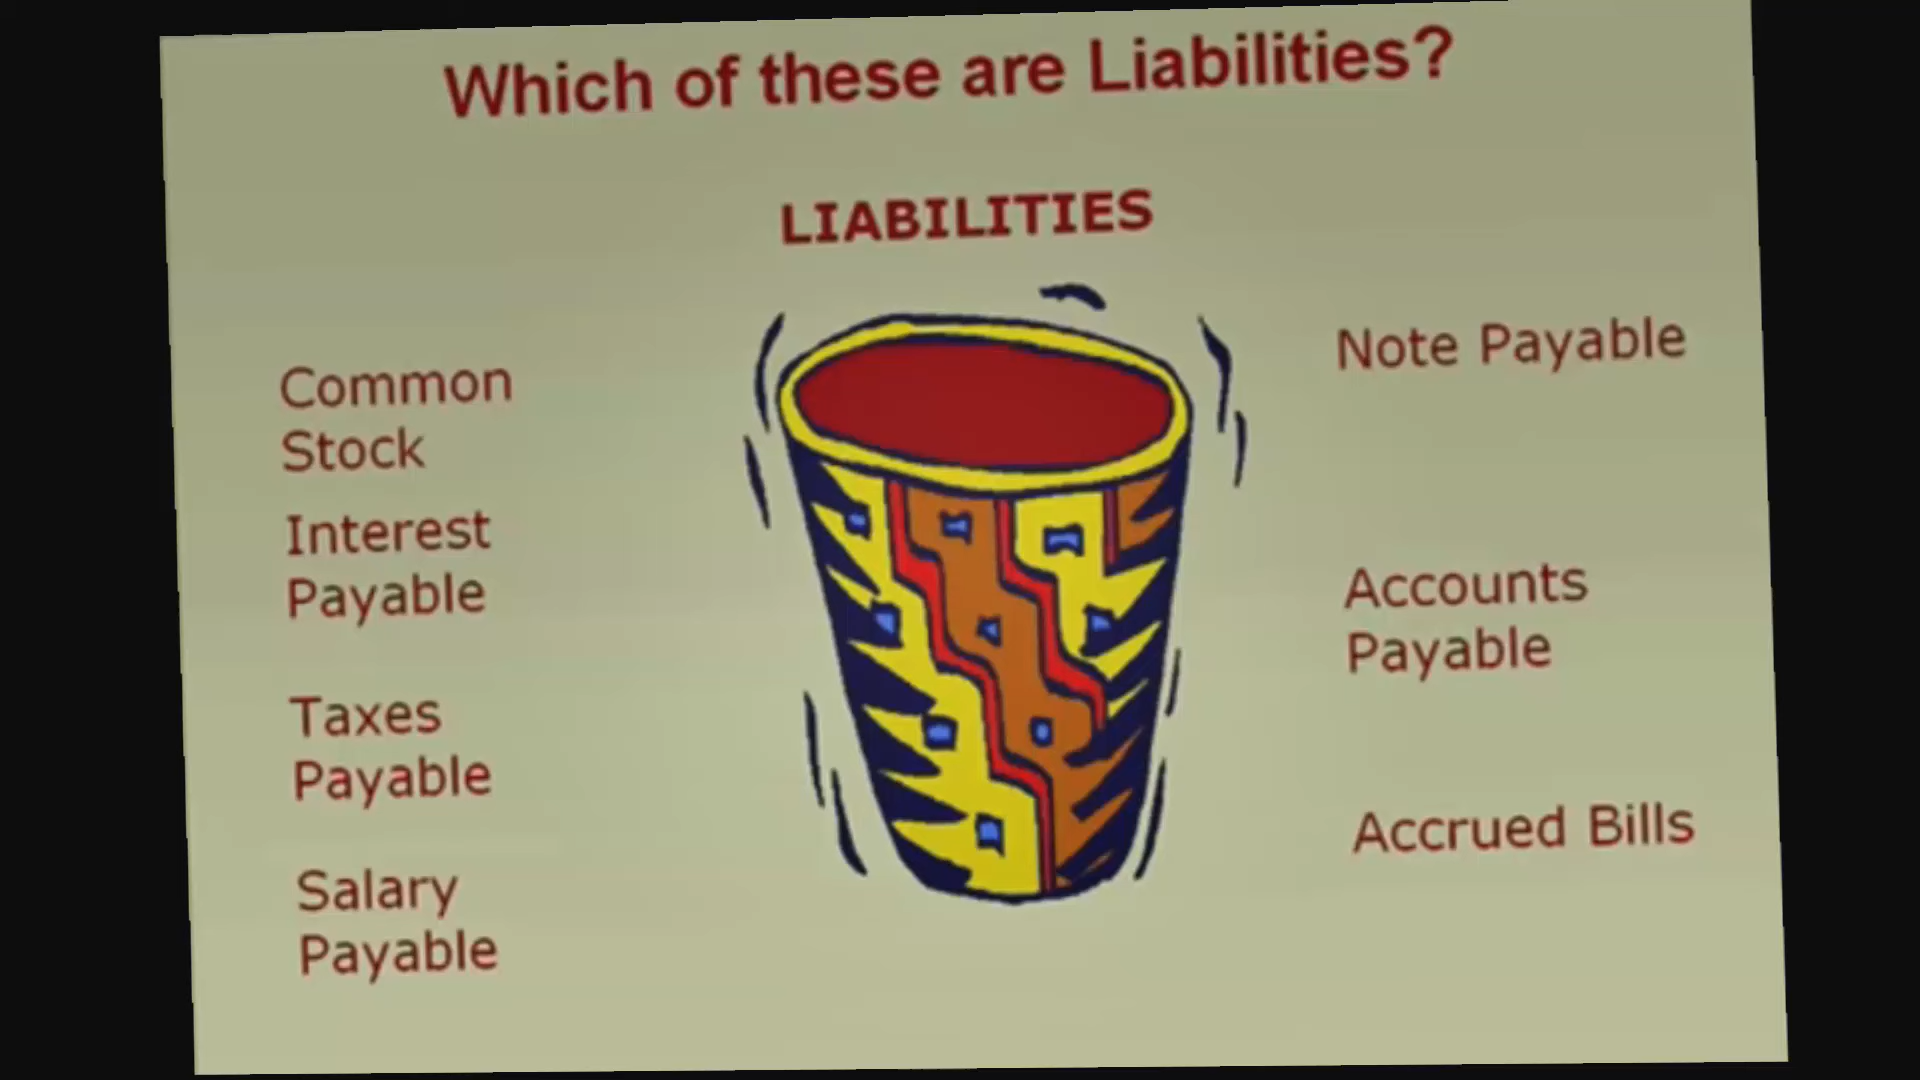 Which of these are Liabilities?
LIABILITIES
Common
Stock
Interest
Payable
Taxes
Payable
Salary
Payable
Note Payable
Accounts
Payable
Accrued Bills